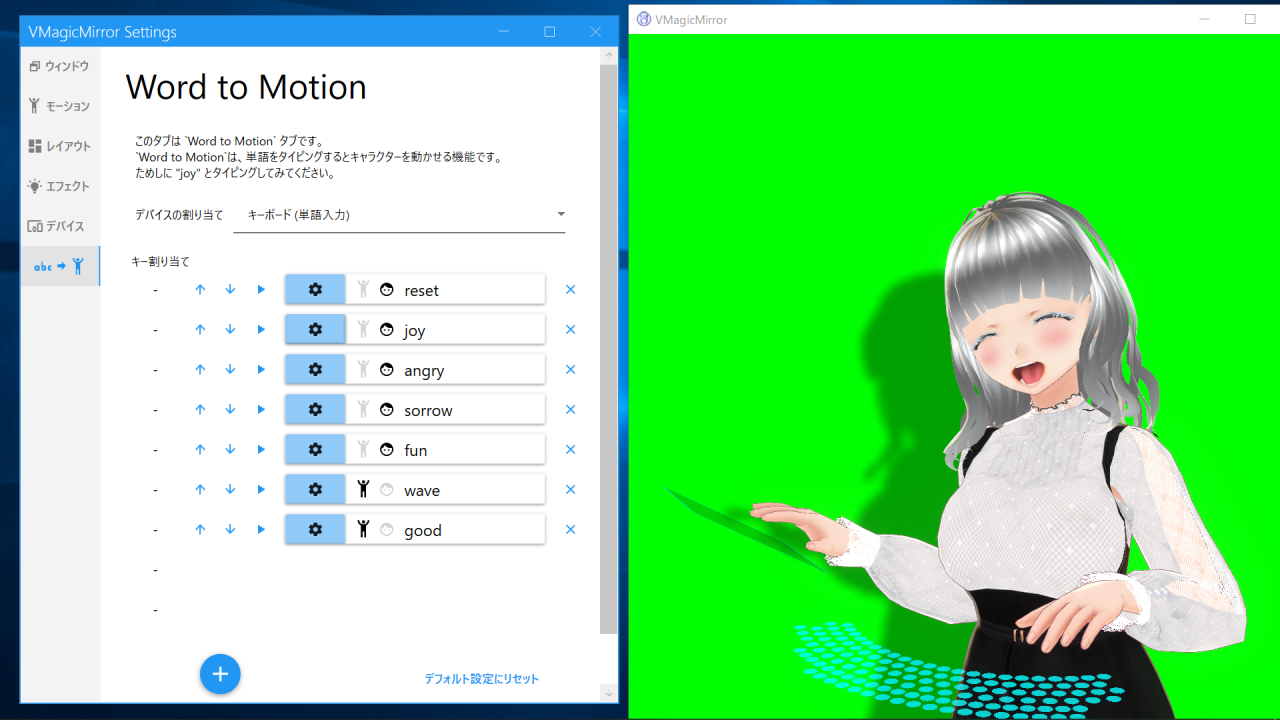 VMagicMirror Settings
VMagicMirror
ウィンドウ
モーション
レイアウト
エフェクト
デバイス
abc
Word to Motion
このタブは `Word to Motion` タブです。
`Word to Motion`は、単語をタイピングするとキャラクターを動かせる機能です。
ためしに "joy" とタイピングしてみてください。
デバイスの割り当て キーボード (単語入力)
キー割り当て
- reset
- joy
- angry
- sorrow
- fun
- wave
- good
-
-
デフォルト設定にリセット